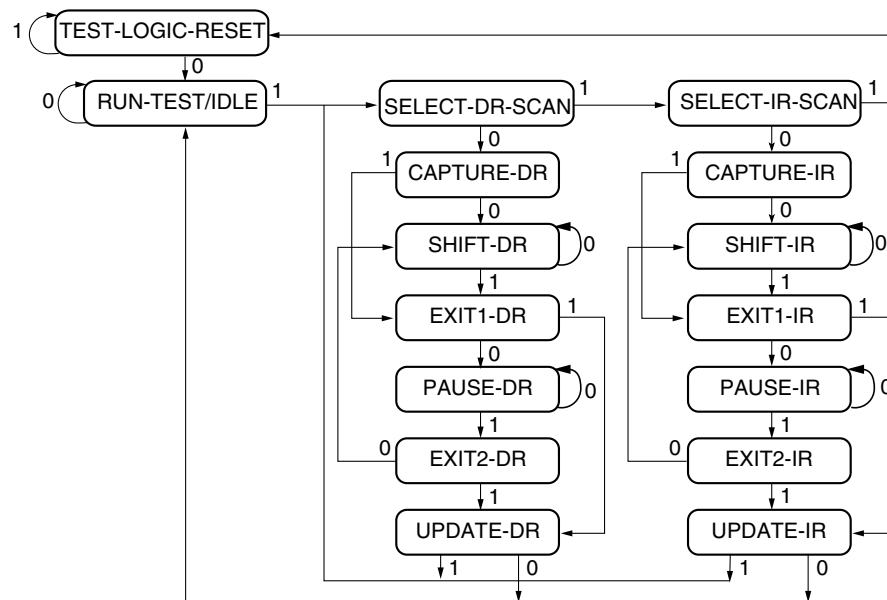 1 TEST-LOGIC-RESET
0
0 RUN-TEST/IDLE 1 SELECT-DR-SCAN 1 SELECT-IR-SCAN 1
0 0
1 CAPTURE-DR 1 CAPTURE-IR
0 0
SHIFT-DR 0 SHIFT-IR 0
1 1
EXIT1-DR 1 EXIT1-IR 1
0 0
PAUSE-DR 0 PAUSE-IR 0
1 1
0 EXIT2-DR 0 EXIT2-IR
1 1
UPDATE-DR UPDATE-IR
1 0 1 0